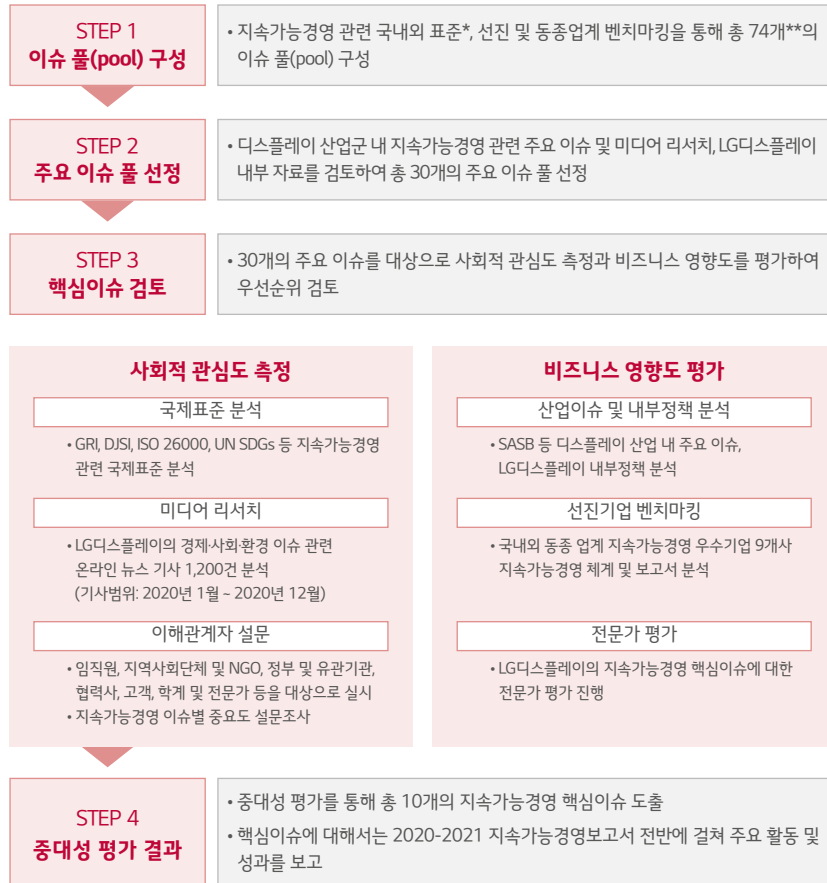 STEP 1
이슈 풀(pool) 구성
• 지속가능경영 관련 국내외 표준*, 선진 및 동종업계 벤치마킹을 통해 총 74개**의
이슈 풀(pool) 구성
STEP 2
주요 이슈 풀 선정
• 디스플레이 산업군 내 지속가능경영 관련 주요 이슈 및 미디어 리서치, LG디스플레이
내부 자료를 검토하여 총 30개의 주요 이슈 풀 선정
STEP 3
핵심이슈 검토
• 30개의 주요 이슈를 대상으로 사회적 관심도 측정과 비즈니스 영향도를 평가하여
우선순위 검토
사회적 관심도 측정
국제표준 분석
• GRI, DJSI, ISO 26000, UN SDGs 등 지속가능경영
관련 국제표준 분석
미디어 리서치
• LG디스플레이의 경제·사회·환경 이슈 관련
온라인 뉴스 기사 1,200건 분석
(기사범위: 2020년 1월 ~ 2020년 12월)
이해관계자 설문
• 임직원, 지역사회단체 및 NGO, 정부 및 유관기관,
협력사, 고객, 학계 및 전문가 등을 대상으로 실시
• 지속가능경영 이슈별 중요도 설문조사
비즈니스 영향도 평가
산업이슈 및 내부정책 분석
• SASB 등 디스플레이 산업 내 주요 이슈,
LG디스플레이 내부정책 분석
선진기업 벤치마킹
• 국내외 동종 업계 지속가능경영 우수기업 9개사
지속가능경영 체계 및 보고서 분석
전문가 평가
• LG디스플레이의 지속가능경영 핵심이슈에 대한
전문가 평가 진행
STEP 4
중대성 평가 결과
• 중대성 평가를 통해 총 10개의 지속가능경영 핵심이슈 도출
• 핵심이슈에 대해서는 2020-2021 지속가능경영보고서 전반에 걸쳐 주요 활동 및
성과를 보고